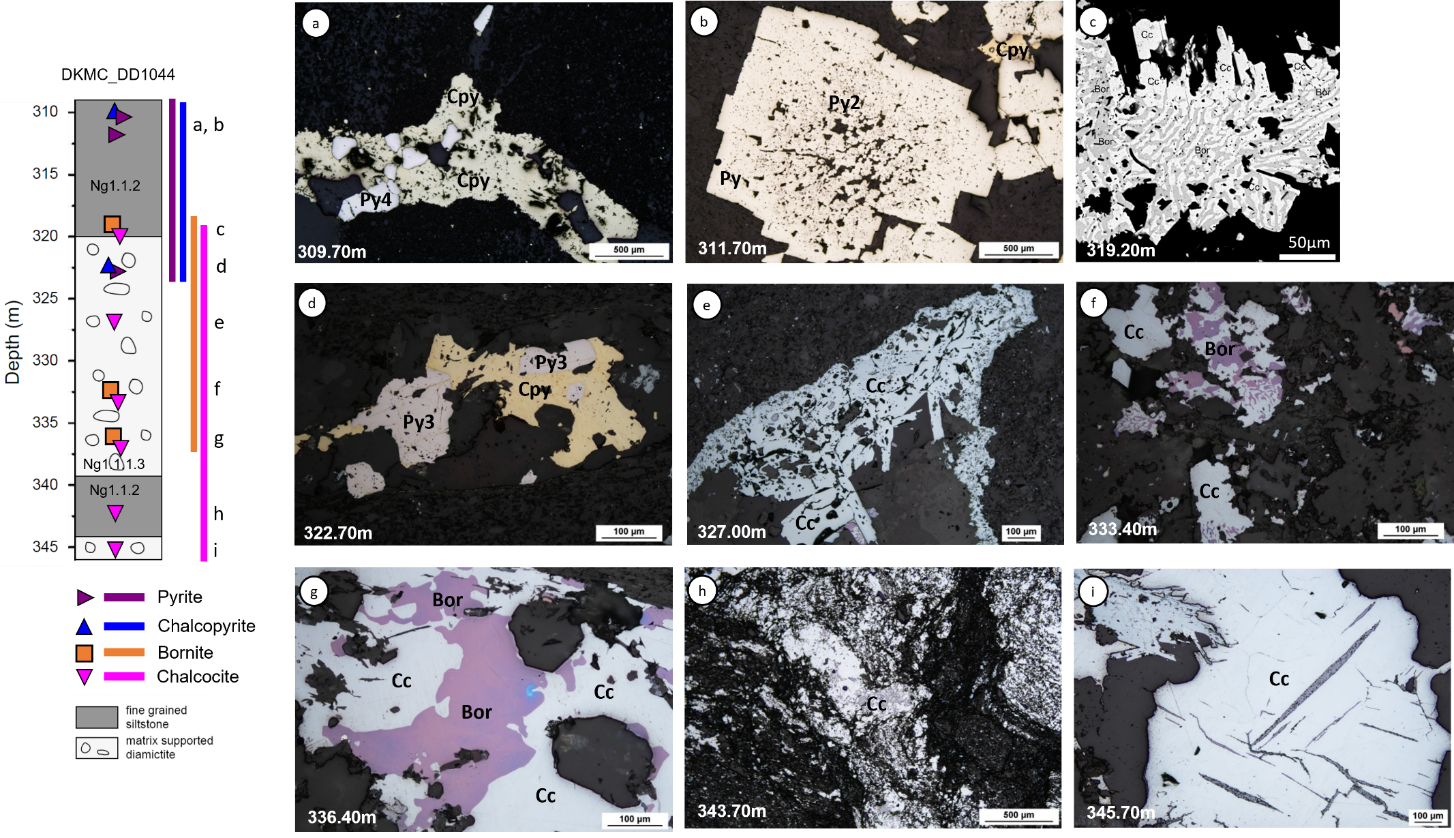 DKMC_DD1044
Depth (m)
310
315
320
325
330
335
340
345
Ng1.1.2
Ng1.1.1.3
Ng1.1.2
a, b
c
d
e
f
g
h
i
Pyrite
Chalcopyrite
Bornite
Chalcocite
fine grained
siltstone
matrix supported
diamictite
a
Cpy
Cpy
Py4
309.70m
500 µm
b
Cpy
Py2
Py
311.70m
500 µm
c
Cc
Cc
Cc
Cc
Bor
Bor
Bor
Bor
Cc
319.20m
50µm
d
Py3
Cpy
Py3
322.70m
100 µm
e
Cc
Cc
327.00m
100 µm
f
Cc
Bor
Cc
333.40m
100 µm
g
Bor
Cc
Cc
Bor
Cc
336.40m
100 µm
h
Cc
343.70m
500 µm
i
Cc
345.70m
100 µm